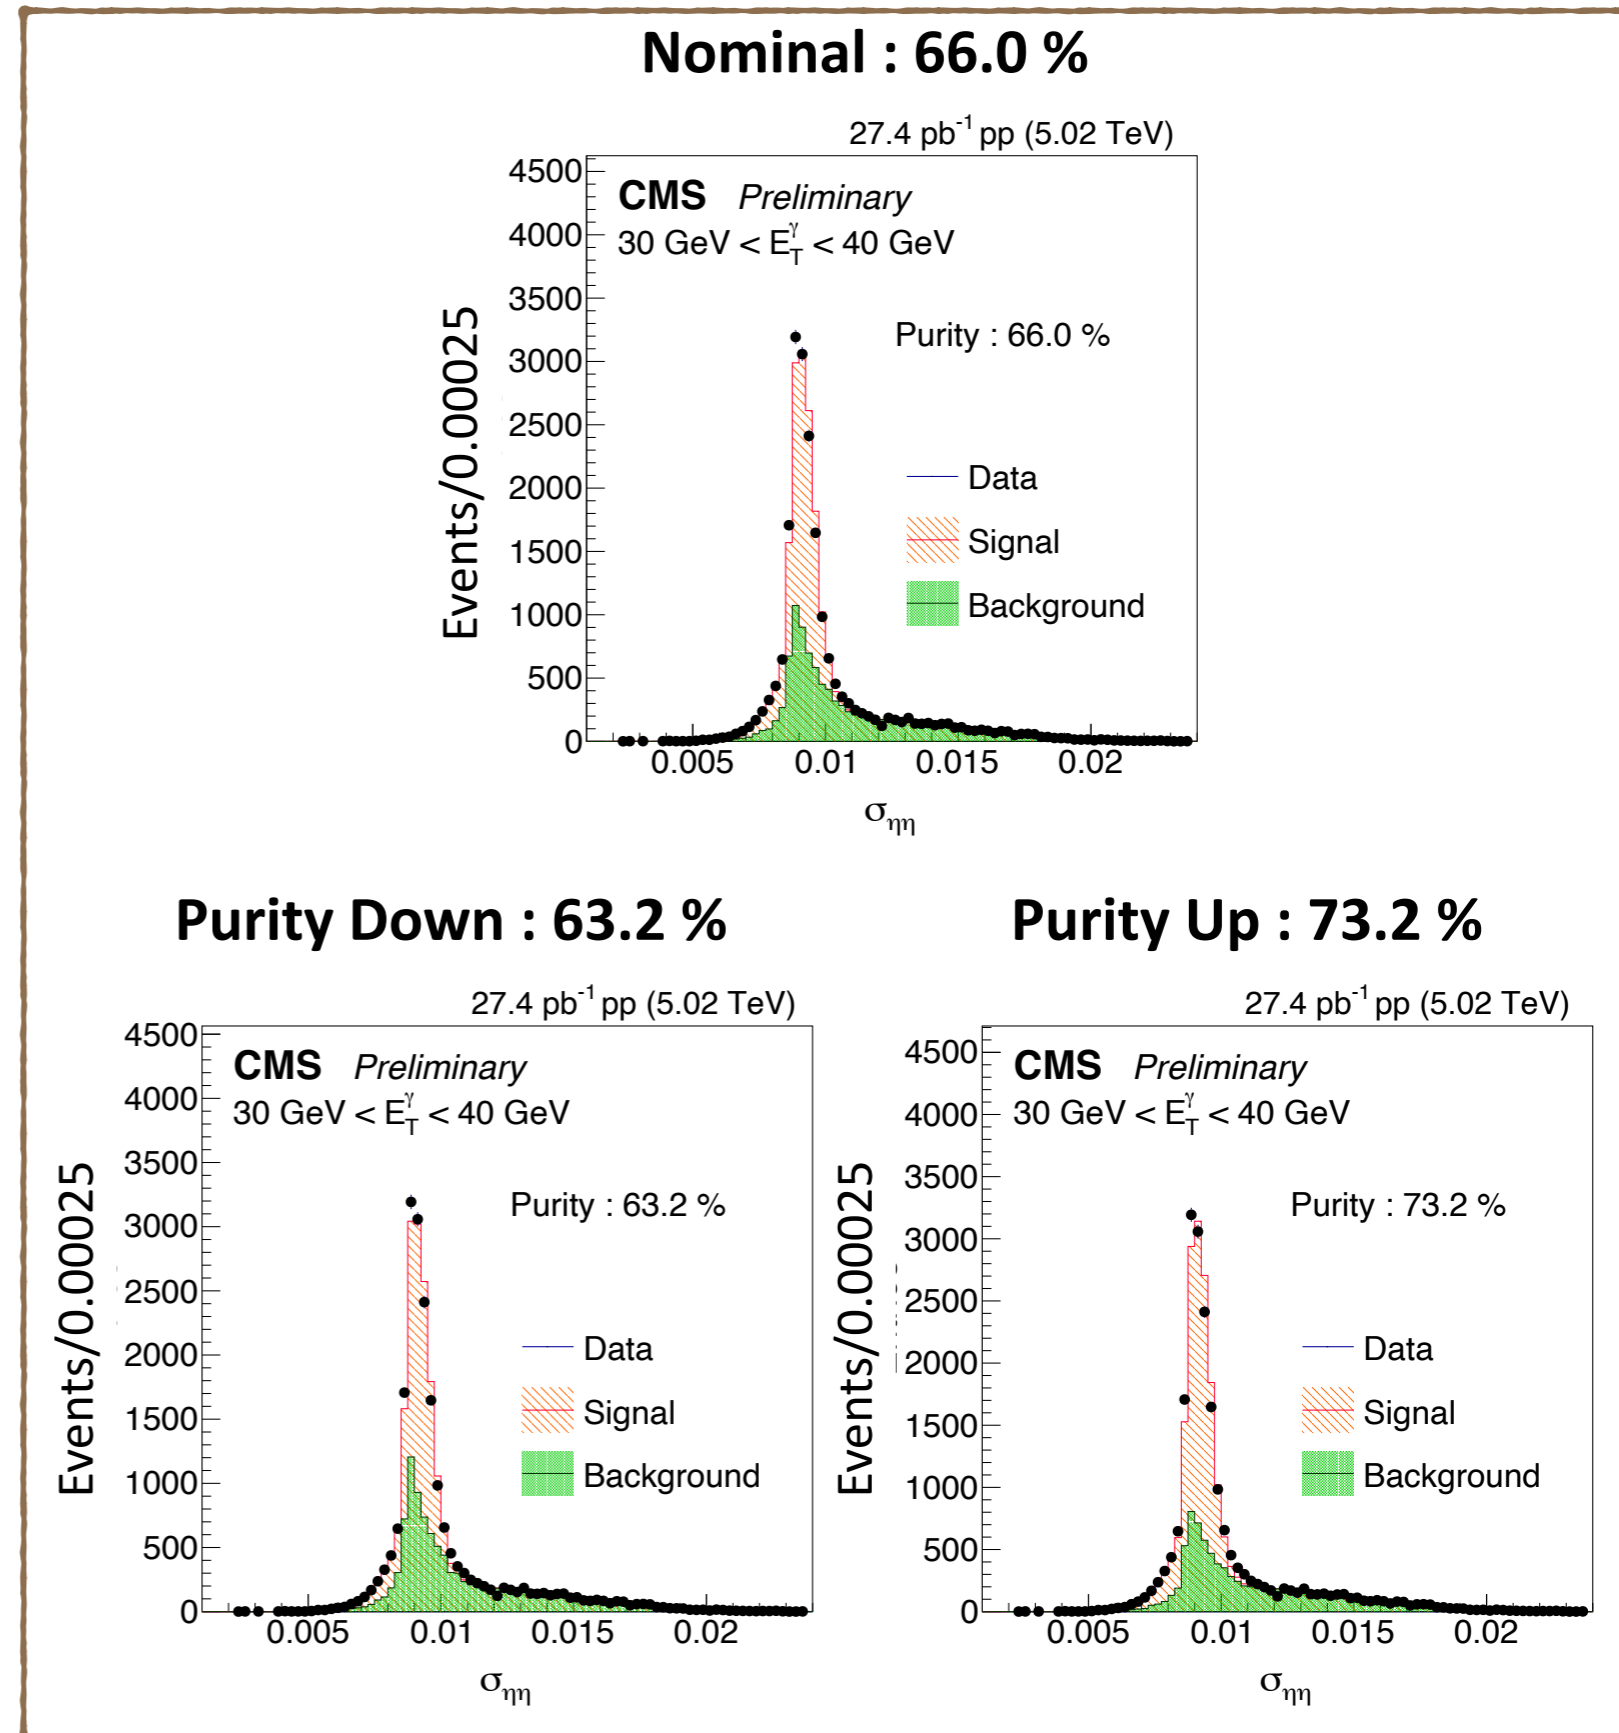 Nominal : 66.0 %
27.4 pb⁻¹ pp (5.02 TeV)
CMS Preliminary
30 GeV < E_T^γ < 40 GeV
Purity : 66.0 %
Data
Signal
Background
Events/0.00025
4500
4000
3500
3000
2500
2000
1500
1000
500
0
0.005 0.01 0.015 0.02
σ_ηη
Purity Down : 63.2 %
27.4 pb⁻¹ pp (5.02 TeV)
CMS Preliminary
30 GeV < E_T^γ < 40 GeV
Purity : 63.2 %
Data
Signal
Background
Events/0.00025
4500
4000
3500
3000
2500
2000
1500
1000
500
0
0.005 0.01 0.015 0.02
σ_ηη
Purity Up : 73.2 %
27.4 pb⁻¹ pp (5.02 TeV)
CMS Preliminary
30 GeV < E_T^γ < 40 GeV
Purity : 73.2 %
Data
Signal
Background
Events/0.00025
4500
4000
3500
3000
2500
2000
1500
1000
500
0
0.005 0.01 0.015 0.02
σ_ηη